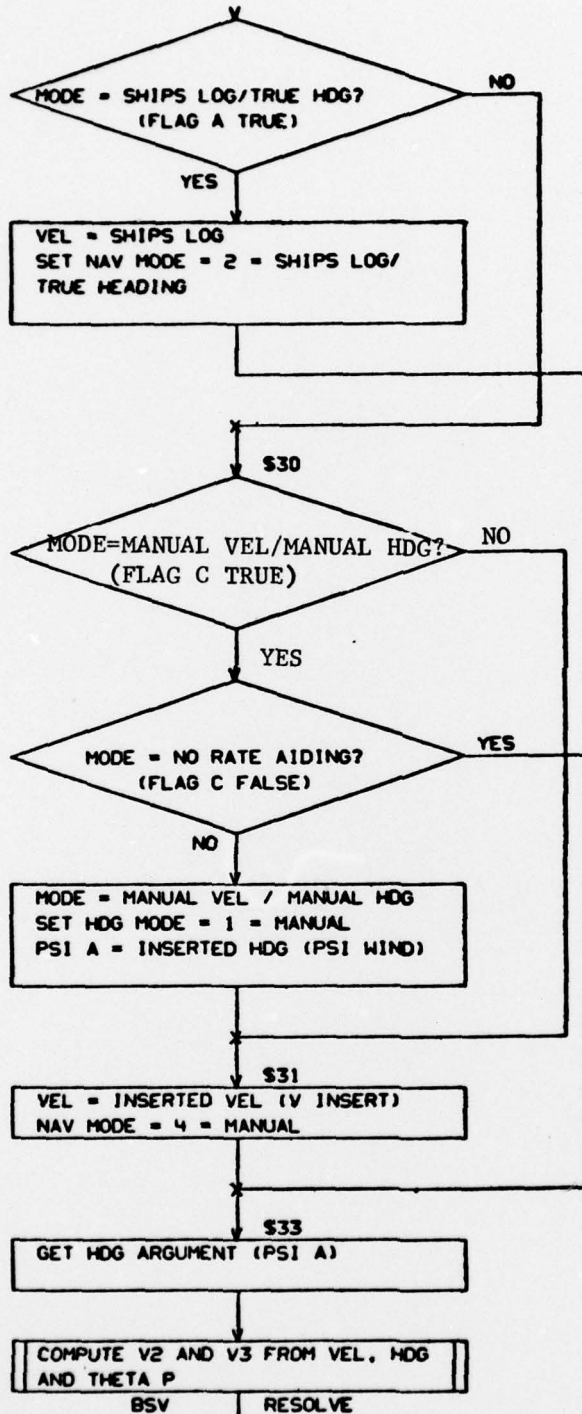 MODE = SHIPS LOG/TRUE HDG?
(FLAG A TRUE)
NO
YES
VEL = SHIPS LOG
SET NAV MODE = 2 = SHIPS LOG/
TRUE HEADING
$30
MODE=MANUAL VEL/MANUAL HDG?
(FLAG C TRUE)
NO
YES
MODE = NO RATE AIDING?
(FLAG C FALSE)
YES
NO
MODE = MANUAL VEL / MANUAL HDG
SET HDG MODE = 1 = MANUAL
PSI A = INSERTED HDG (PSI WIND)
$31
VEL = INSERTED VEL (V INSERT)
NAV MODE = 4 = MANUAL
$33
GET HDG ARGUMENT (PSI A)
COMPUTE V2 AND V3 FROM VEL, HDG
AND THETA P
BSV RESOLVE